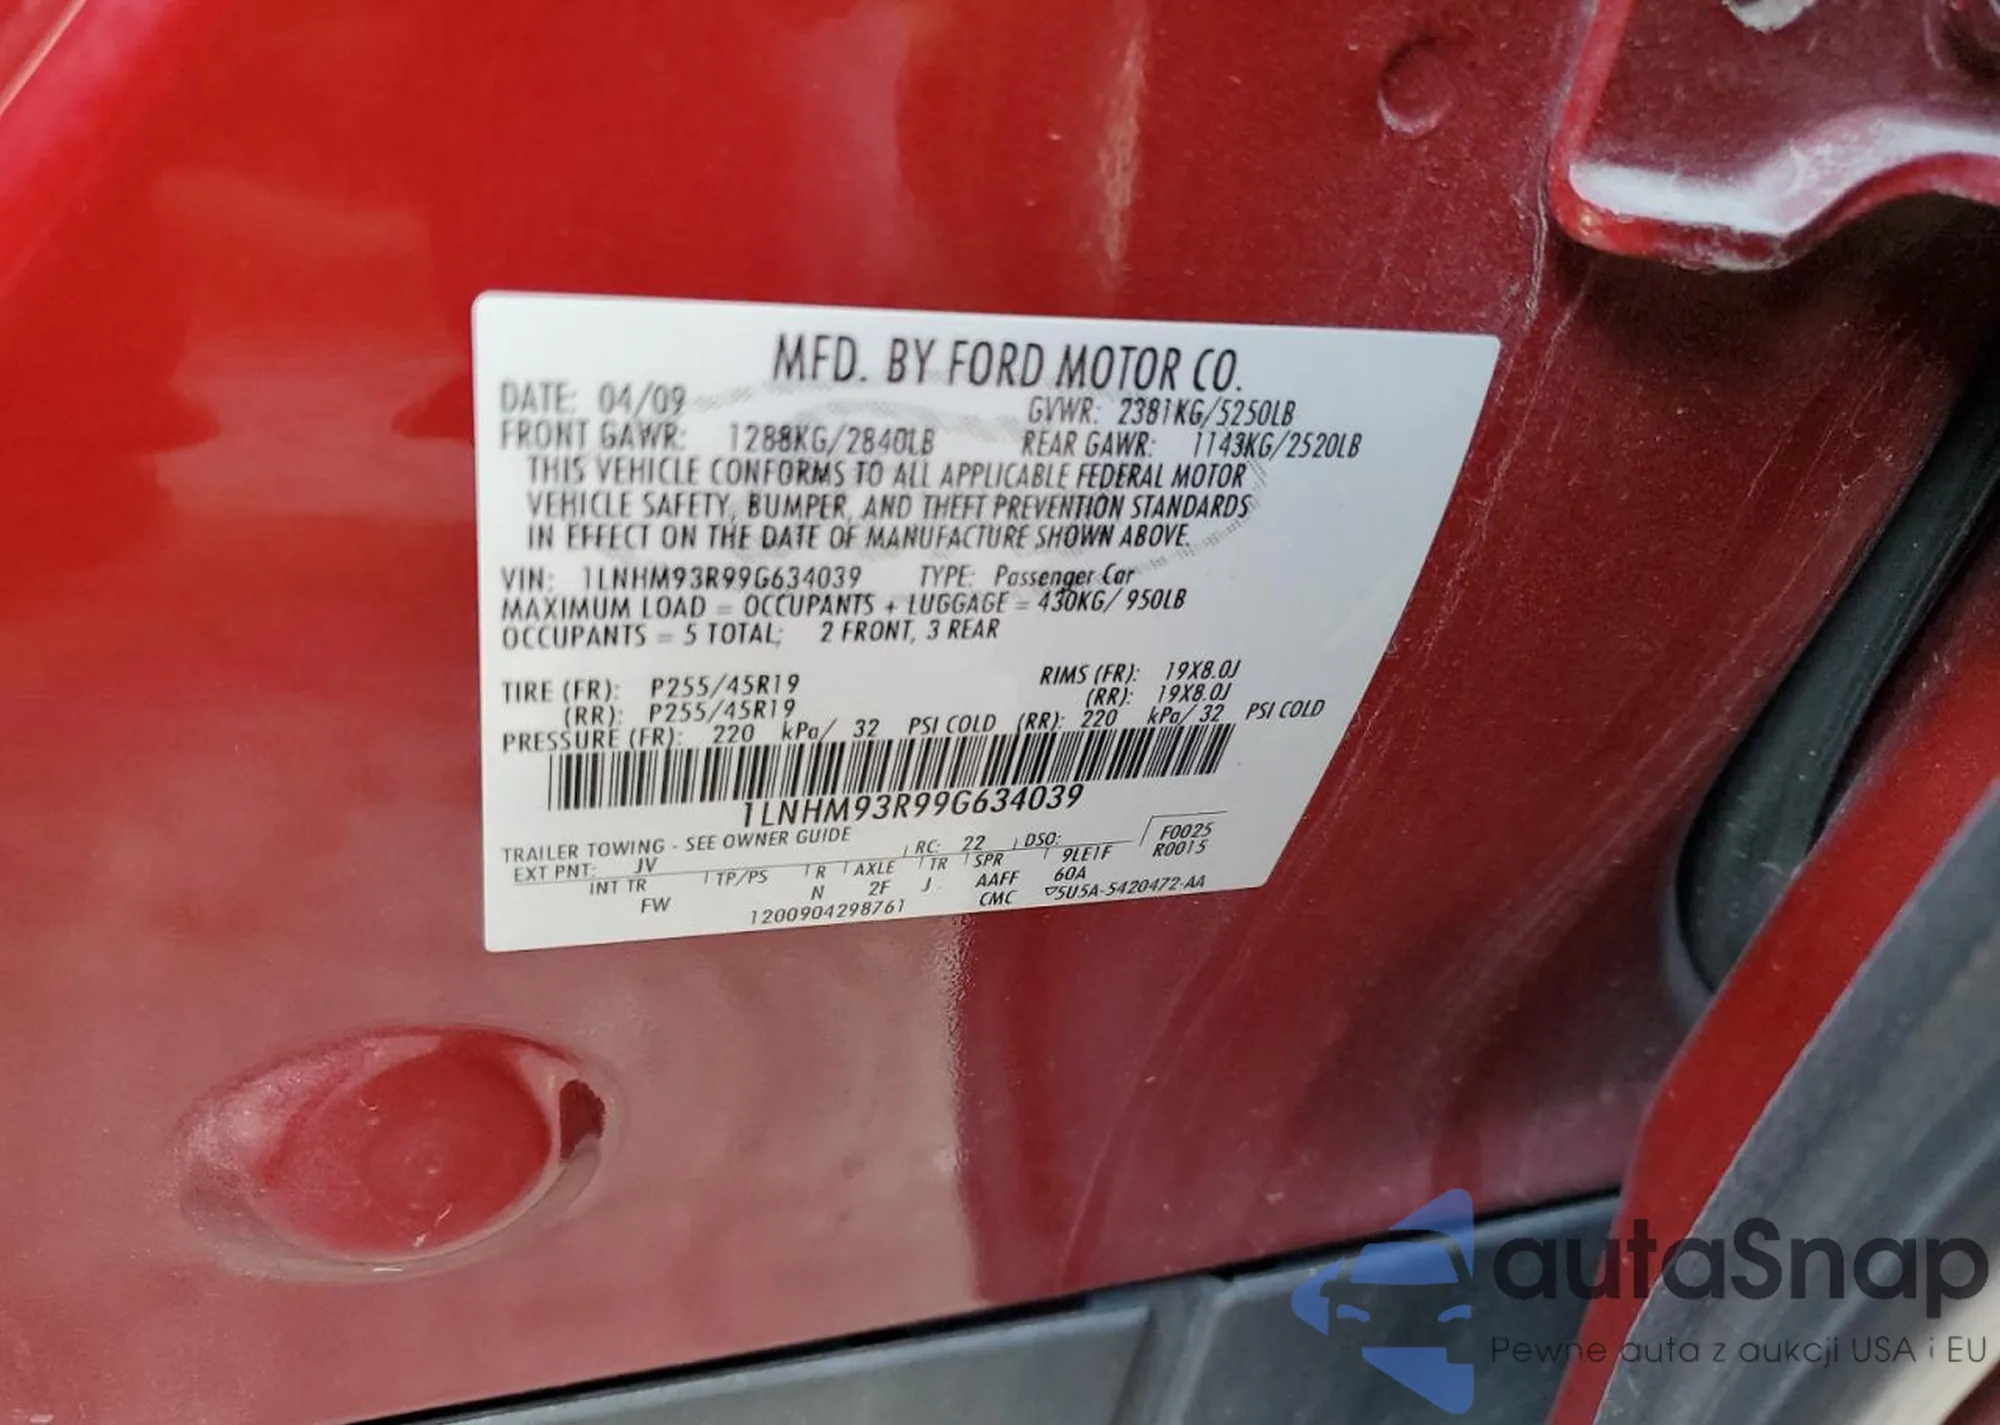 MFD. BY FORD MOTOR CO.
DATE: 04/09 GVWR: 2381KG/5250LB
FRONT GAWR: 1288KG/2840LB REAR GAWR: 1143KG/2520LB
THIS VEHICLE CONFORMS TO ALL APPLICABLE FEDERAL MOTOR
VEHICLE SAFETY, BUMPER, AND THEFT PREVENTION STANDARDS
IN EFFECT ON THE DATE OF MANUFACTURE SHOWN ABOVE.
VIN: 1LNHM93R99G634039 TYPE: Passenger Car
MAXIMUM LOAD = OCCUPANTS + LUGGAGE = 430KG/ 950LB
OCCUPANTS = 5 TOTAL; 2 FRONT, 3 REAR
TIRE (FR): P255/45R19 RIMS (FR): 19X8.0J
(RR): P255/45R19 (RR): 19X8.0J
PRESSURE (FR): 220 kPa/ 32 PSI COLD (RR): 220 kPa/ 32 PSI COLD
1LNHM93R99G634039
TRAILER TOWING - SEE OWNER GUIDE RC: 22 DSO: F0025
EXT PNT: JV 9LE1F R0015
INT TR TP/PS R AXLE TR SPR 60A
FW N 2F J AAFF
1200904298761 CMC ▽5U5A-5420472-AA
autaSnap
Pewne auta z aukcji USA i EU